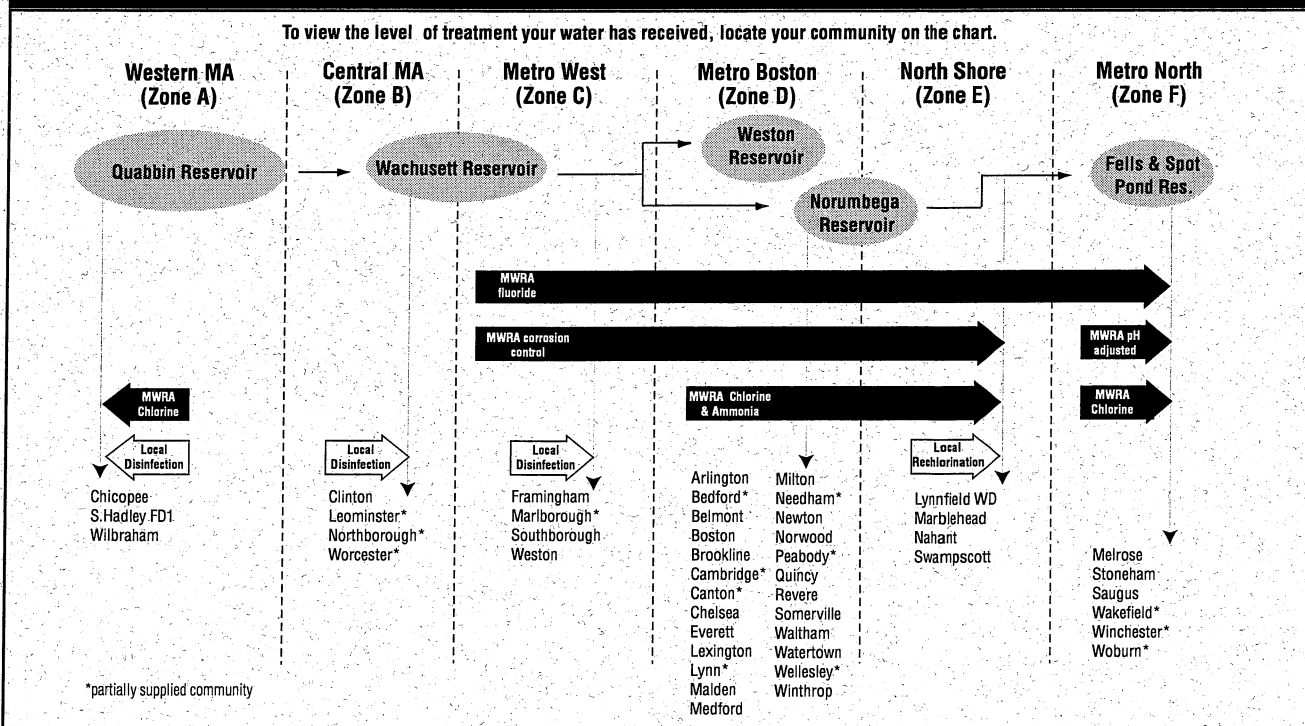 To view the level of treatment your water has received, locate your community on the chart.
Western MA
(Zone A)
Central MA
(Zone B)
Metro West
(Zone C)
Metro Boston
(Zone D)
North Shore
(Zone E)
Metro North
(Zone F)
Quabbin Reservoir
Wachusett Reservoir
Weston
Reservoir
Norumbega
Reservoir
Fells & Spot
Pond Res.
MWRA
fluoride
MWRA corrosion
control
MWRA pH
adjusted
MWRA
Chlorine
MWRA Chlorine
& Ammonia
MWRA
Chlorine
Local
Disinfection
Local
Disinfection
Local
Disinfection
Local
Rechlorination
Chicopee
S.Hadley FD1
Wilbraham
Clinton
Leominster*
Northborough*
Worcester*
Framingham
Marlborough*
Southborough
Weston
Arlington
Bedford*
Belmont
Boston
Brookline
Cambridge*
Canton*
Chelsea
Everett
Lexington
Lynn*
Malden
Medford
Milton
Needham*
Newton
Norwood
Peabody*
Quincy
Revere
Somerville
Waltham
Watertown
Wellesley*
Winthrop
Lynnfield WD
Marblehead
Nahant
Swampscott
Melrose
Stoneham
Saugus
Wakefield*
Winchester*
Woburn*
*partially supplied community